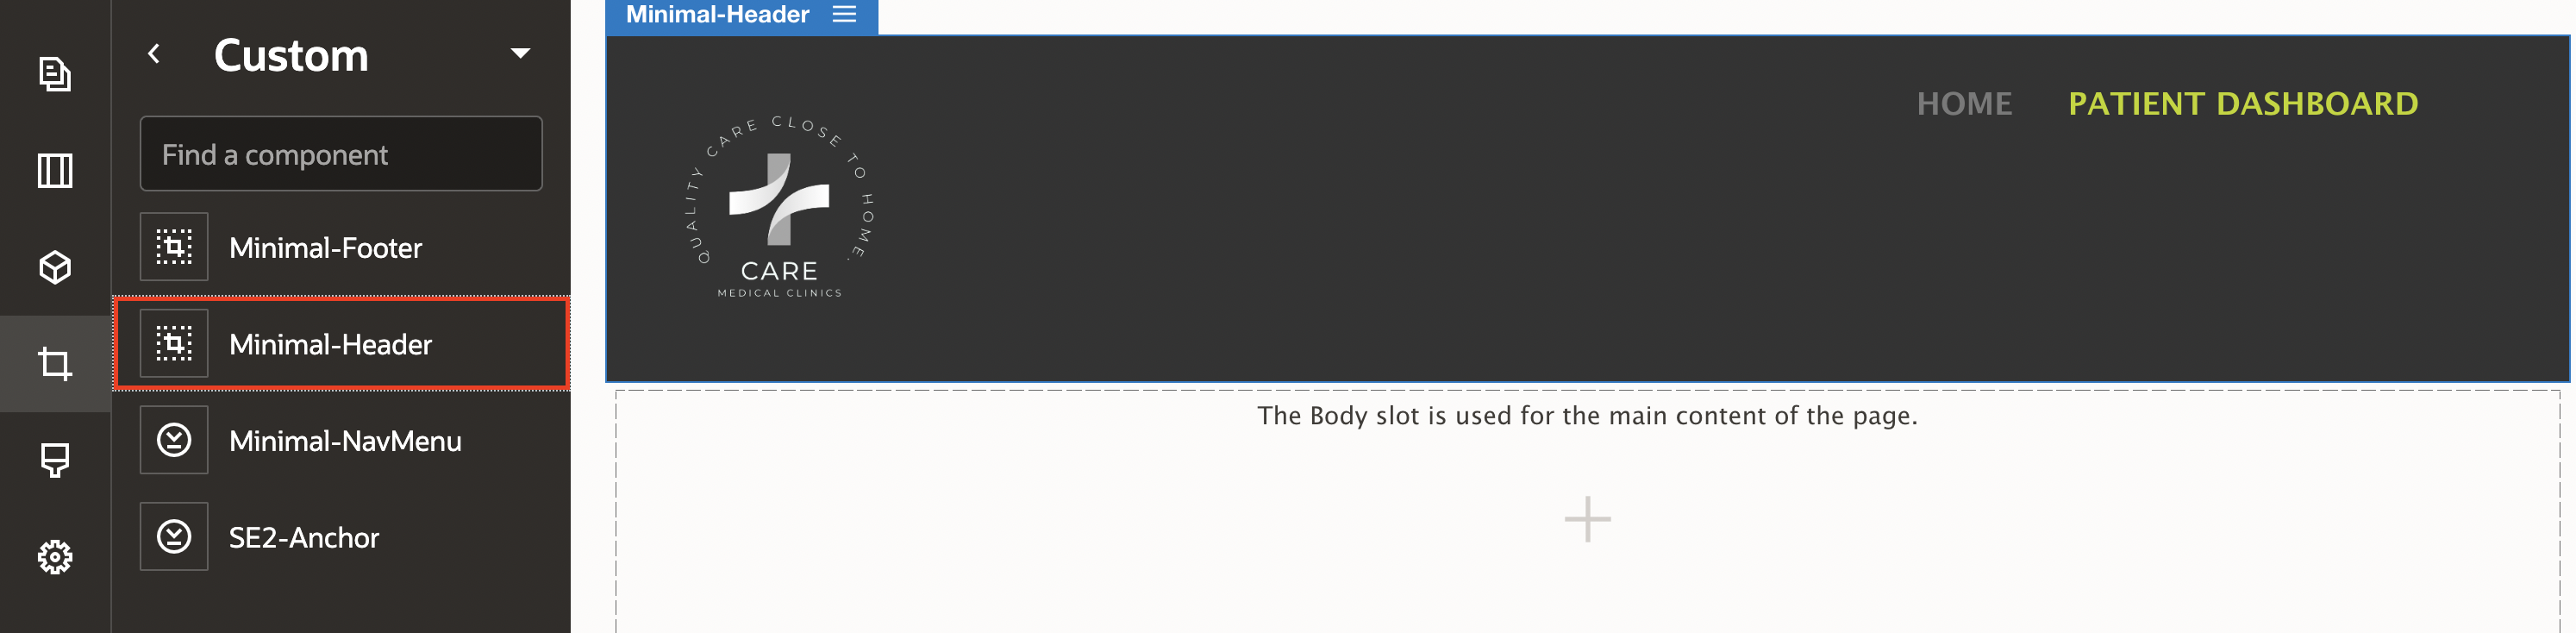 Custom
Find a component
Minimal-Footer
Minimal-Header
Minimal-NavMenu
SE2-Anchor
Minimal-Header
HOME PATIENT DASHBOARD
QUALITY CARE CLOSE TO HOME.
CARE
MEDICAL CLINICS
The Body slot is used for the main content of the page.